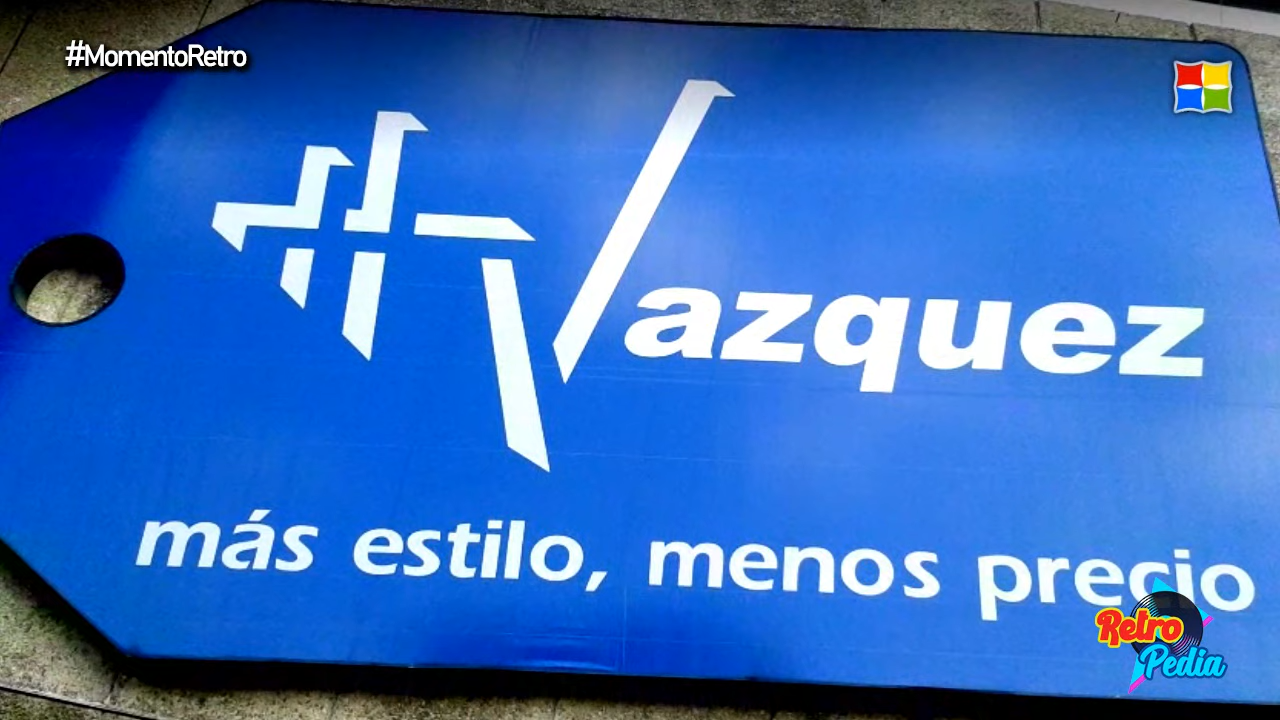 #MomentoRetro
Vazquez
más estilo, menos precio
Retro
Pedia